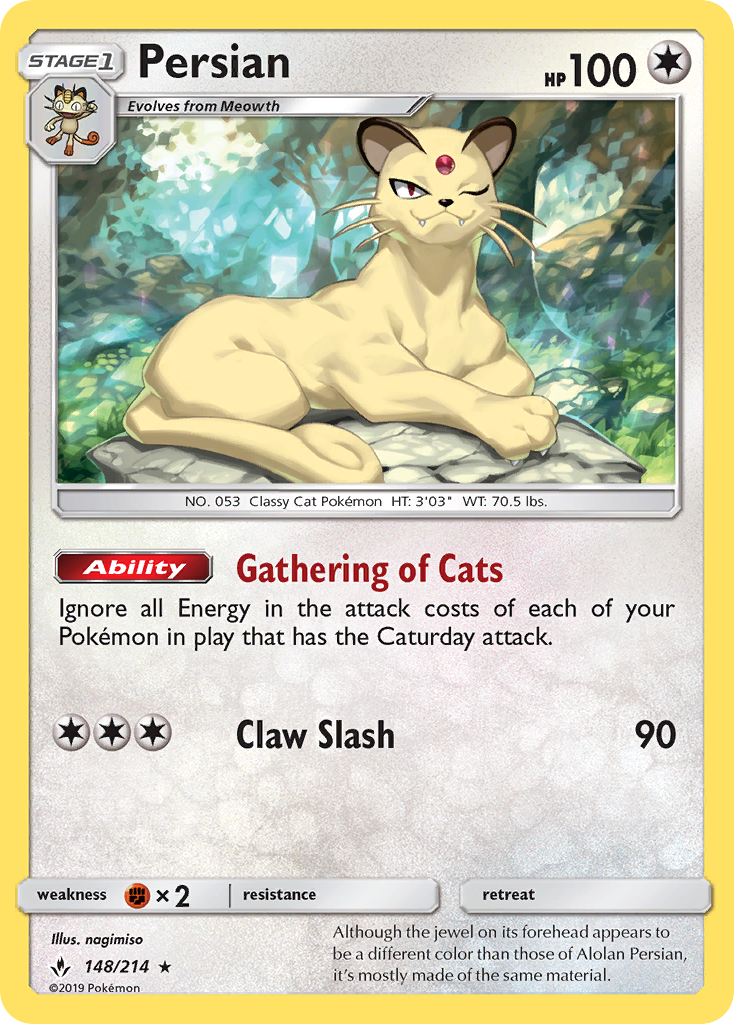 STAGE1
Persian
HP 100
Evolves from Meowth
NO. 053 Classy Cat Pokémon HT: 3'03" WT: 70.5 lbs.
Ability Gathering of Cats
Ignore all Energy in the attack costs of each of your
Pokémon in play that has the Caturday attack.
Claw Slash 90
weakness × 2 resistance retreat
Illus. nagimiso
148/214 ★
©2019 Pokémon
Although the jewel on its forehead appears to
be a different color than those of Alolan Persian,
it's mostly made of the same material.